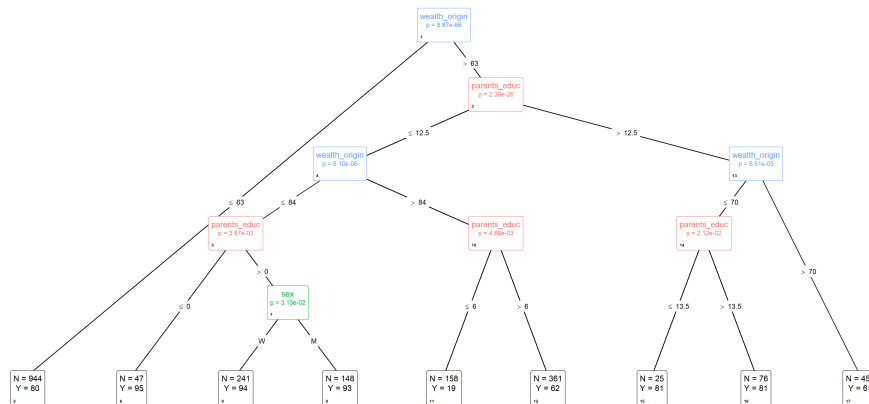 wealth_origin
p = 8.87e-66
1
> 63
parents_educ
p = 2.30e-26
3
≤ 12.5
> 12.5
wealth_origin
p = 9.10e-06
4
wealth_origin
p = 6.51e-05
13
≤ 63
≤ 84
> 84
≤ 70
parents_educ
p = 3.87e-03
5
parents_educ
p = 4.66e-03
10
parents_educ
p = 2.12e-02
14
> 0
> 70
sex
p = 3.15e-02
7
≤ 0
≤ 6
> 6
≤ 13.5
> 13.5
W
M
N = 944
Y = 80
2
N = 47
Y = 95
6
N = 241
Y = 94
8
N = 148
Y = 93
9
N = 158
Y = 19
11
N = 361
Y = 62
12
N = 25
Y = 81
15
N = 76
Y = 81
16
N = 45
Y = 6
17